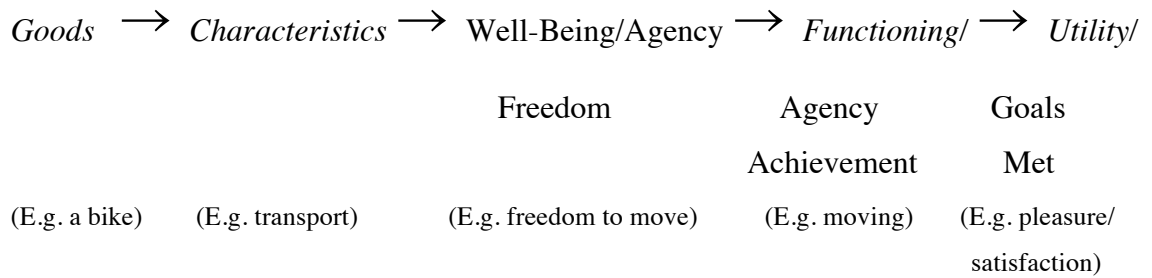 Goods → Characteristics → Well-Being/Agency → Functioning/ → Utility/
Freedom Agency Goals
Achievement Met
(E.g. a bike) (E.g. transport) (E.g. freedom to move) (E.g. moving) (E.g. pleasure/
satisfaction)